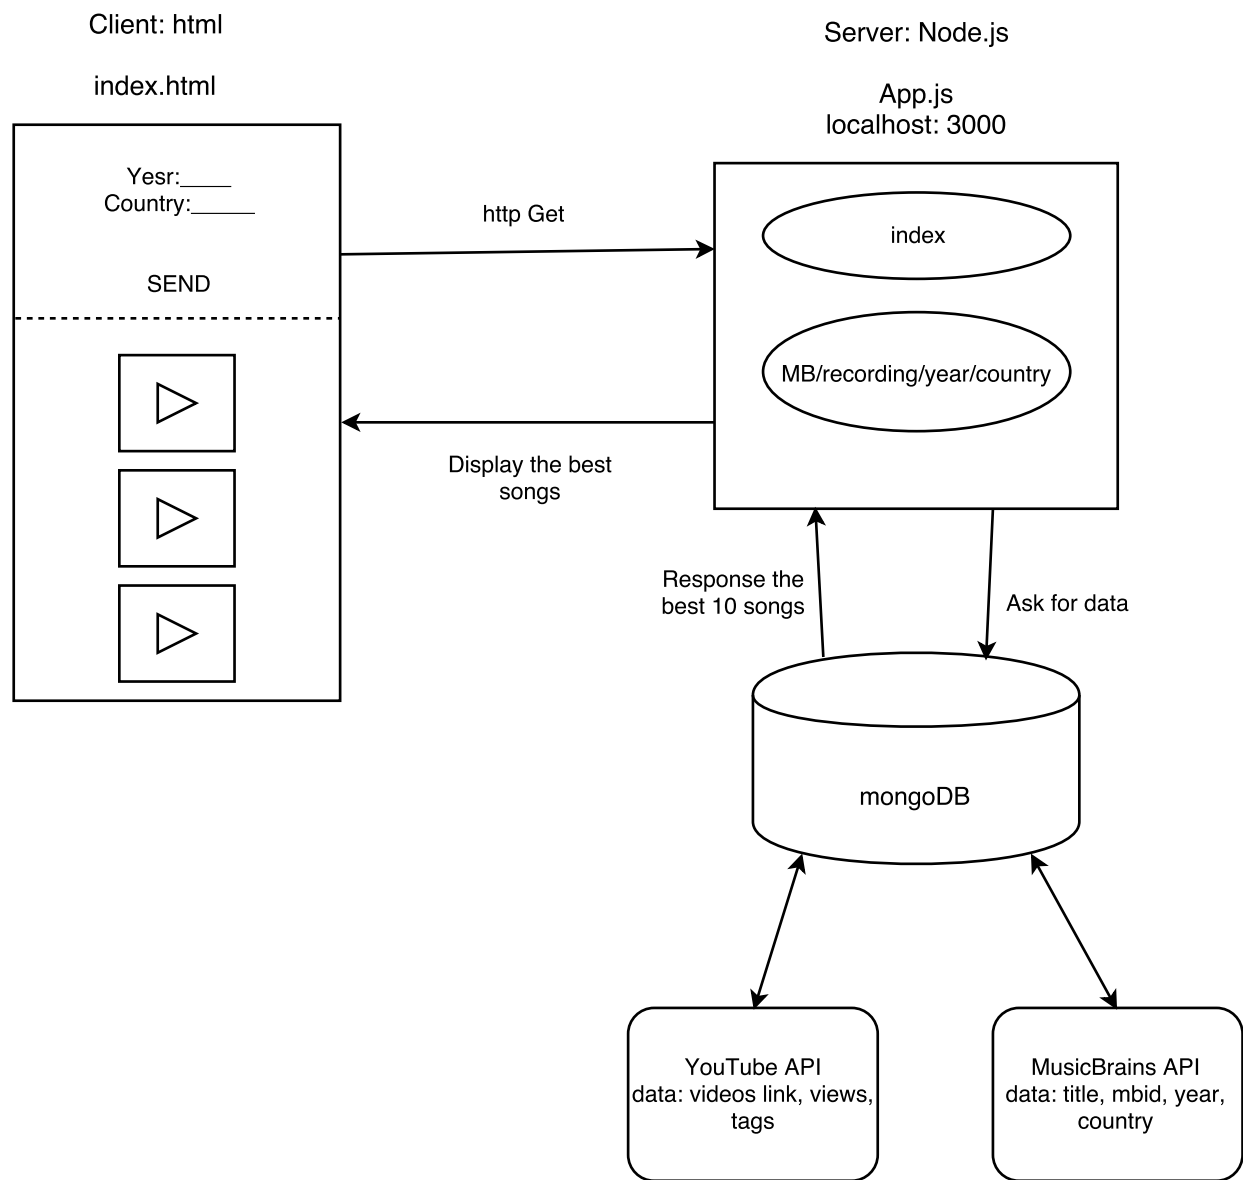 Client: html
index.html
Yesr:____
Country:_____
SEND
http Get
Display the best
songs
Server: Node.js
App.js
localhost: 3000
index
MB/recording/year/country
Response the
best 10 songs
Ask for data
mongoDB
YouTube API
data: videos link, views,
tags
MusicBrains API
data: title, mbid, year,
country